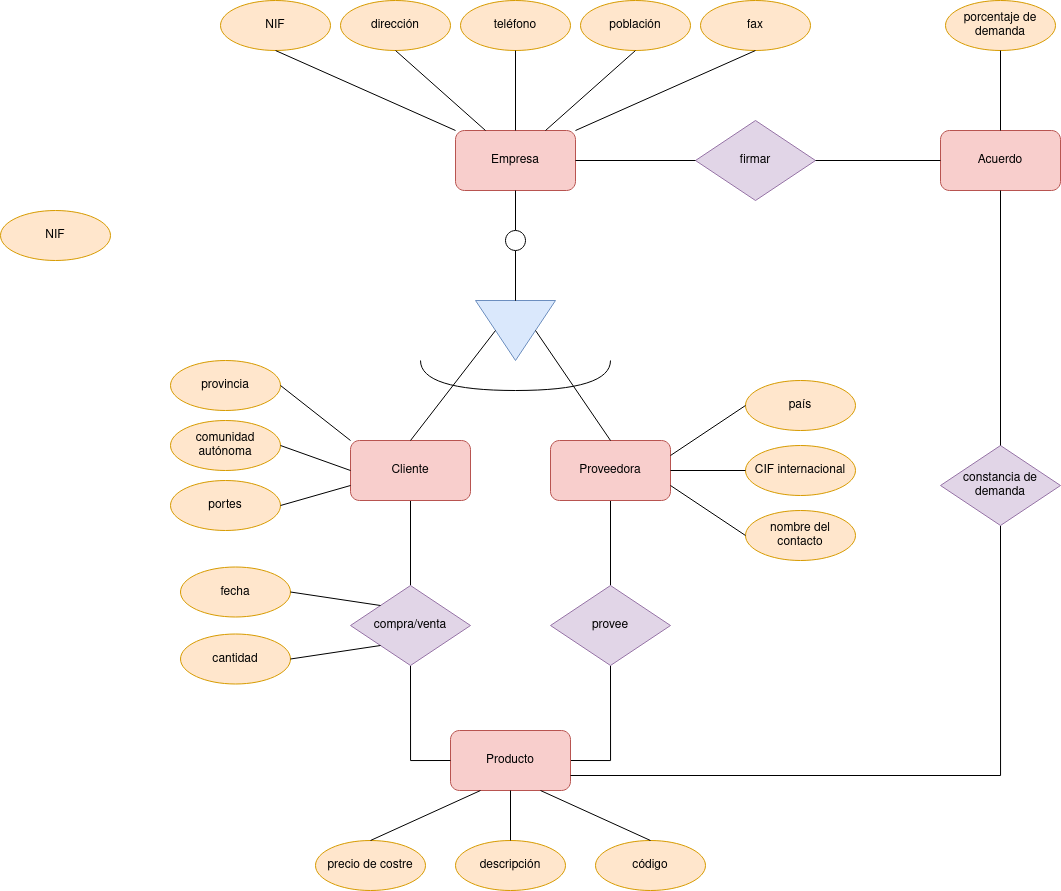 NIF
dirección
teléfono
población
fax
porcentaje de
demanda
Empresa
firmar
Acuerdo
NIF
provincia
comunidad
autónoma
portes
Cliente
Proveedora
país
CIF internacional
nombre del
contacto
constancia de
demanda
fecha
cantidad
compra/venta
provee
Producto
precio de costre
descripción
código